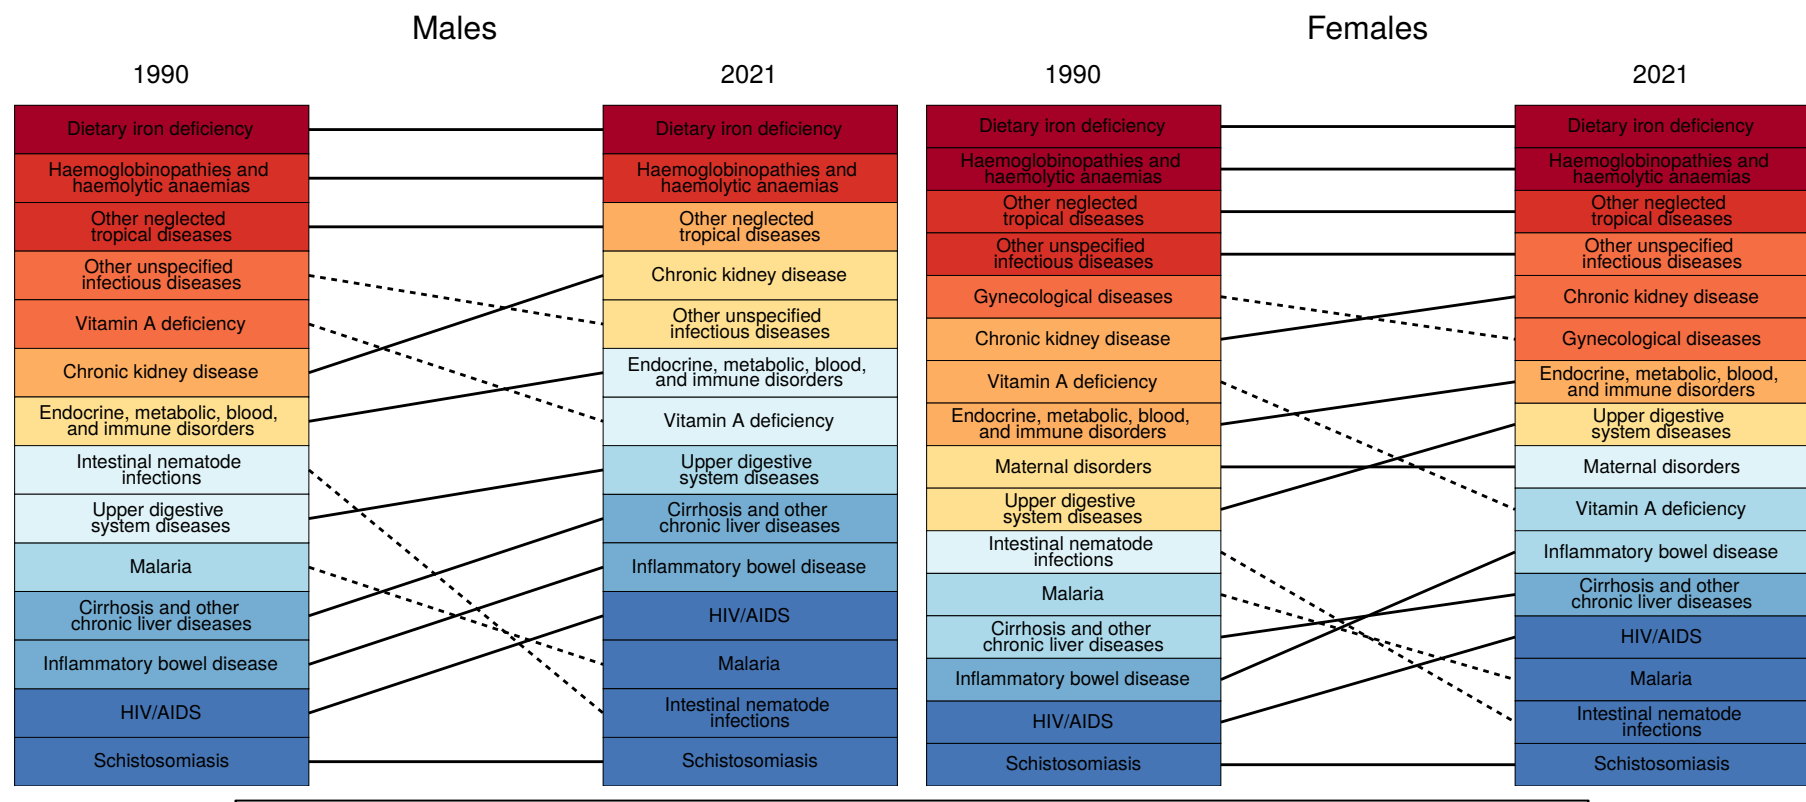 Males
Females
1990
2021
1990
2021
Dietary iron deficiency
Haemoglobinopathies and
haemolytic anaemias
Other neglected
tropical diseases
Other unspecified
infectious diseases
Vitamin A deficiency
Chronic kidney disease
Endocrine, metabolic, blood,
and immune disorders
Intestinal nematode
infections
Upper digestive
system diseases
Malaria
Cirrhosis and other
chronic liver diseases
Inflammatory bowel disease
HIV/AIDS
Schistosomiasis
Dietary iron deficiency
Haemoglobinopathies and
haemolytic anaemias
Other neglected
tropical diseases
Chronic kidney disease
Other unspecified
infectious diseases
Endocrine, metabolic, blood,
and immune disorders
Vitamin A deficiency
Upper digestive
system diseases
Cirrhosis and other
chronic liver diseases
Inflammatory bowel disease
HIV/AIDS
Malaria
Intestinal nematode
infections
Schistosomiasis
Dietary iron deficiency
Haemoglobinopathies and
haemolytic anaemias
Other neglected
tropical diseases
Other unspecified
infectious diseases
Gynecological diseases
Chronic kidney disease
Vitamin A deficiency
Endocrine, metabolic, blood,
and immune disorders
Maternal disorders
Upper digestive
system diseases
Intestinal nematode
infections
Malaria
Cirrhosis and other
chronic liver diseases
Inflammatory bowel disease
HIV/AIDS
Schistosomiasis
Dietary iron deficiency
Haemoglobinopathies and
haemolytic anaemias
Other neglected
tropical diseases
Other unspecified
infectious diseases
Chronic kidney disease
Gynecological diseases
Endocrine, metabolic, blood,
and immune disorders
Upper digestive
system diseases
Maternal disorders
Vitamin A deficiency
Inflammatory bowel disease
Cirrhosis and other
chronic liver diseases
HIV/AIDS
Malaria
Intestinal nematode
infections
Schistosomiasis